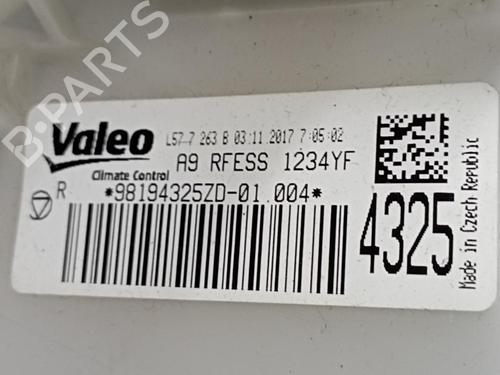 Valeo
Climate Control
L57 7 263 B 03.11.2017 7:05:02
A9 RFESS 1234YF
R *98194325ZD-01 004*
4325
Made in Czech Republic
B-PARTS